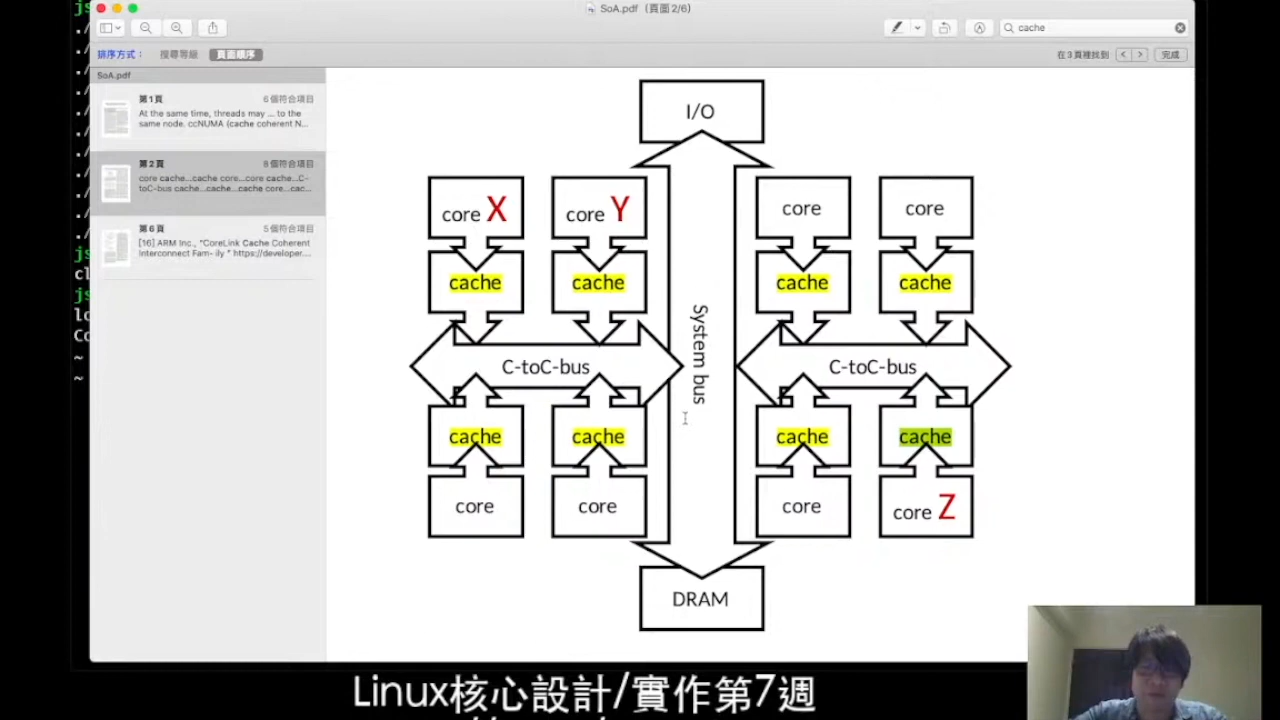 js
SoA.pdf（頁面 2/6）
cache
排序方式：
搜尋等級
頁面順序
在 3 頁裡找到
完成
SoA.pdf
第 1 頁
6 個符合項目
At the same time, threads may ... to the
same node. ccNUMA (cache coherent N...
第 2 頁
8 個符合項目
core cache...cache core...core cache...C-
toC-bus cache...cache...cache core...cac...
第 6 頁
5 個符合項目
[16] ARM Inc., "CoreLink Cache Coherent
Interconnect Fam- ily " https://developer....
js
cl
js
lo
Co
~
~
I/O
core X
core Y
core
core
cache
cache
cache
cache
System bus
C-toC-bus
C-toC-bus
cache
cache
cache
cache
core
core
core
core Z
DRAM
Linux核心設計/實作第7週